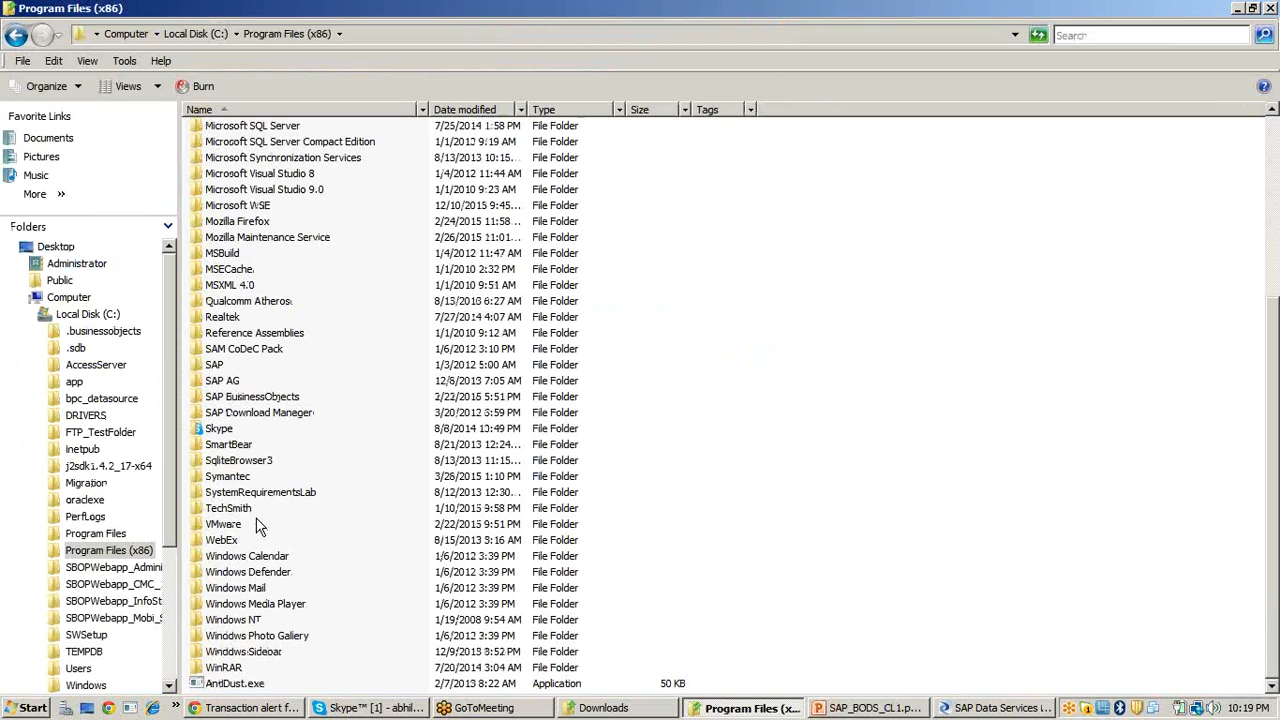 Program Files (x86)
Computer Local Disk (C:) Program Files (x86) Search
File Edit View Tools Help
Organize Views Burn
Favorite Links
Documents
Pictures
Music
More »
Folders
Desktop
Administrator
Public
Computer
Local Disk (C:)
.businessobjects
.sdb
AccessServer
app
bpc_datasource
DRIVERS
FTP_TestFolder
inetpub
j2sdk1.4.2_17-x64
Migration
oraclexe
PerfLogs
Program Files
Program Files (x86)
SBOPWebapp_Admini
SBOPWebapp_CMC_
SBOPWebapp_InfoSt
SBOPWebapp_Mobi_S
SWSetup
TEMPDB
Users
Windows
Name Date modified Type Size Tags
Microsoft SQL Server 7/25/2014 1:58 PM File Folder
Microsoft SQL Server Compact Edition 1/1/2012 9:19 AM File Folder
Microsoft Synchronization Services 8/13/2013 10:15... File Folder
Microsoft Visual Studio 8 1/4/2012 11:44 AM File Folder
Microsoft Visual Studio 9.0 1/1/2010 9:23 AM File Folder
Microsoft WSE 12/10/2015 9:45... File Folder
Mozilla Firefox 2/24/2015 11:58... File Folder
Mozilla Maintenance Service 2/26/2015 11:01... File Folder
MSBuild 1/4/2012 11:47 AM File Folder
MSECache 1/1/2010 2:32 PM File Folder
MSXML 4.0 1/1/2010 9:51 AM File Folder
Qualcomm Atheros 8/13/2013 6:27 AM File Folder
Realtek 7/27/2014 4:07 AM File Folder
Reference Assemblies 1/1/2010 9:12 AM File Folder
SAM CoDeC Pack 1/6/2012 3:10 PM File Folder
SAP 1/3/2012 5:00 AM File Folder
SAP AG 12/8/2013 7:05 AM File Folder
SAP BusinessObjects 2/22/2015 5:51 PM File Folder
SAP Download Manager 3/20/2012 3:59 PM File Folder
Skype 8/8/2014 10:49 PM File Folder
SmartBear 8/21/2013 12:24... File Folder
SqliteBrowser3 8/13/2013 11:15... File Folder
Symantec 3/26/2015 1:10 PM File Folder
SystemRequirementsLab 8/12/2013 12:30... File Folder
TechSmith 1/10/2015 9:58 PM File Folder
VMware 2/22/2015 9:51 PM File Folder
WebEx 8/15/2013 3:16 AM File Folder
Windows Calendar 1/6/2012 3:39 PM File Folder
Windows Defender 1/6/2012 3:39 PM File Folder
Windows Mail 1/6/2012 3:39 PM File Folder
Windows Media Player 1/6/2012 3:39 PM File Folder
Windows NT 1/19/2008 9:54 AM File Folder
Windows Photo Gallery 1/6/2012 3:39 PM File Folder
Windows Sidebar 12/9/2013 3:52 PM File Folder
WinRAR 7/20/2014 3:04 AM File Folder
AntiDust.exe 2/7/2013 8:22 AM Application 50 KB
Start » Transaction alert f... Skype™ [1] - abhil... GoToMeeting Downloads Program Files (x... SAP_BODS_CL1.p... SAP Data Services I... 10:19 PM